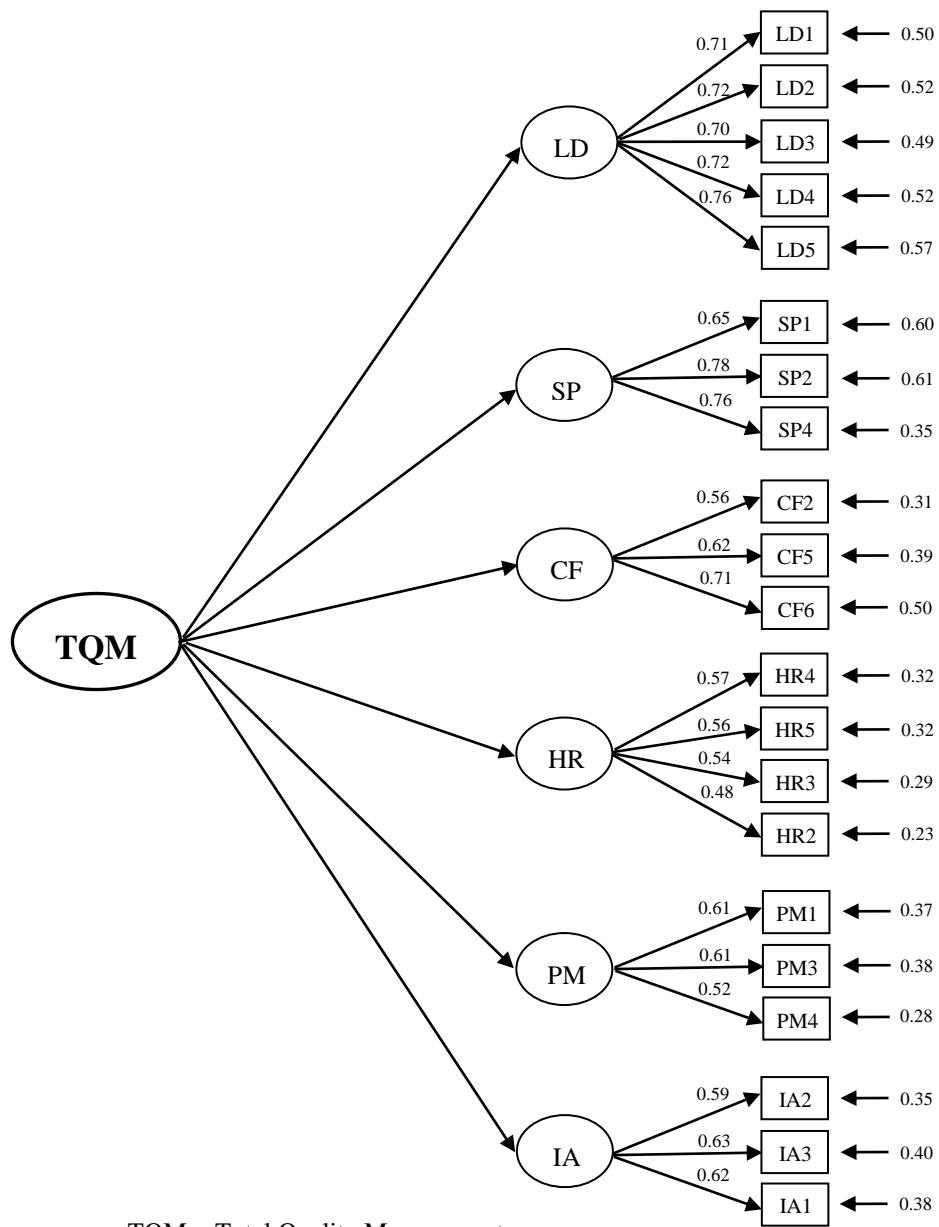 LD1 0.50
0.71
LD2 0.52
0.72
LD LD3 0.49
0.70
0.72
LD4 0.52
0.76
LD5 0.57
SP1 0.60
0.65
SP2 0.61
0.78
SP 0.76
SP4 0.35
CF2 0.31
0.56
CF5 0.39
0.62
CF 0.71
CF6 0.50
TQM
HR4 0.32
0.57
HR5 0.32
0.56
HR 0.54
HR3 0.29
0.48
HR2 0.23
PM1 0.37
0.61
PM3 0.38
0.61
PM 0.52
PM4 0.28
IA2 0.35
0.59
IA3 0.40
0.63
IA 0.62
IA1 0.38
TQM Total Quality Management